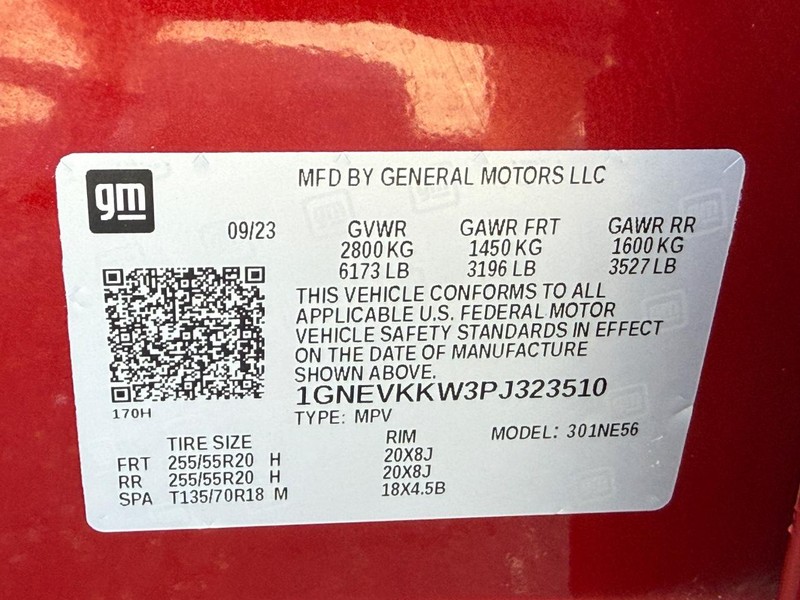 gm
MFD BY GENERAL MOTORS LLC
09/23 GVWR GAWR FRT GAWR RR
2800 KG 1450 KG 1600 KG
6173 LB 3196 LB 3527 LB
THIS VEHICLE CONFORMS TO ALL
APPLICABLE U.S. FEDERAL MOTOR
VEHICLE SAFETY STANDARDS IN EFFECT
ON THE DATE OF MANUFACTURE
SHOWN ABOVE.
1GNEVKKW3PJ323510
170H
TYPE: MPV
TIRE SIZE RIM MODEL: 301NE56
FRT 255/55R20 H 20X8J
RR 255/55R20 H 20X8J
SPA T135/70R18 M 18X4.5B